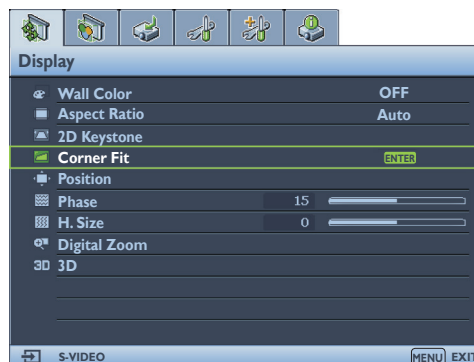 Display
Wall Color OFF
Aspect Ratio Auto
2D Keystone
Corner Fit ENTER
Position
Phase 15
H. Size 0
Digital Zoom
3D 3D
S-VIDEO MENU EXIT